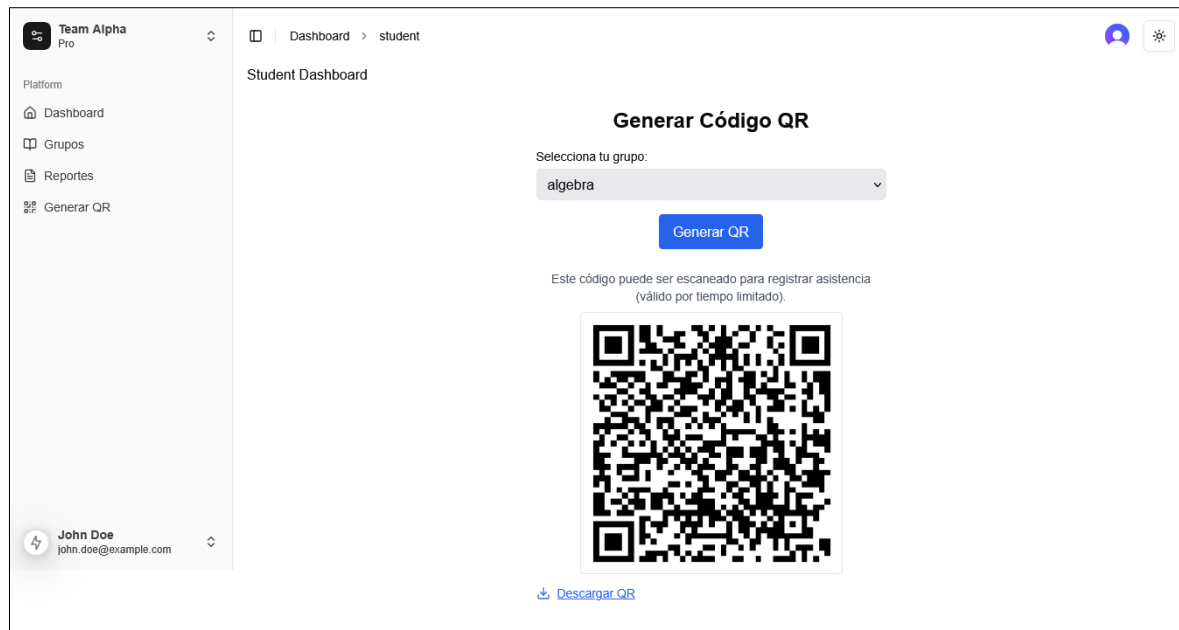 Team Alpha
Pro
Platform
Dashboard
Grupos
Reportes
Generar QR
John Doe
john.doe@example.com
Dashboard > student
Student Dashboard
Generar Código QR
Selecciona tu grupo:
algebra
Generar QR
Este código puede ser escaneado para registrar asistencia
(válido por tiempo limitado).
Descargar QR